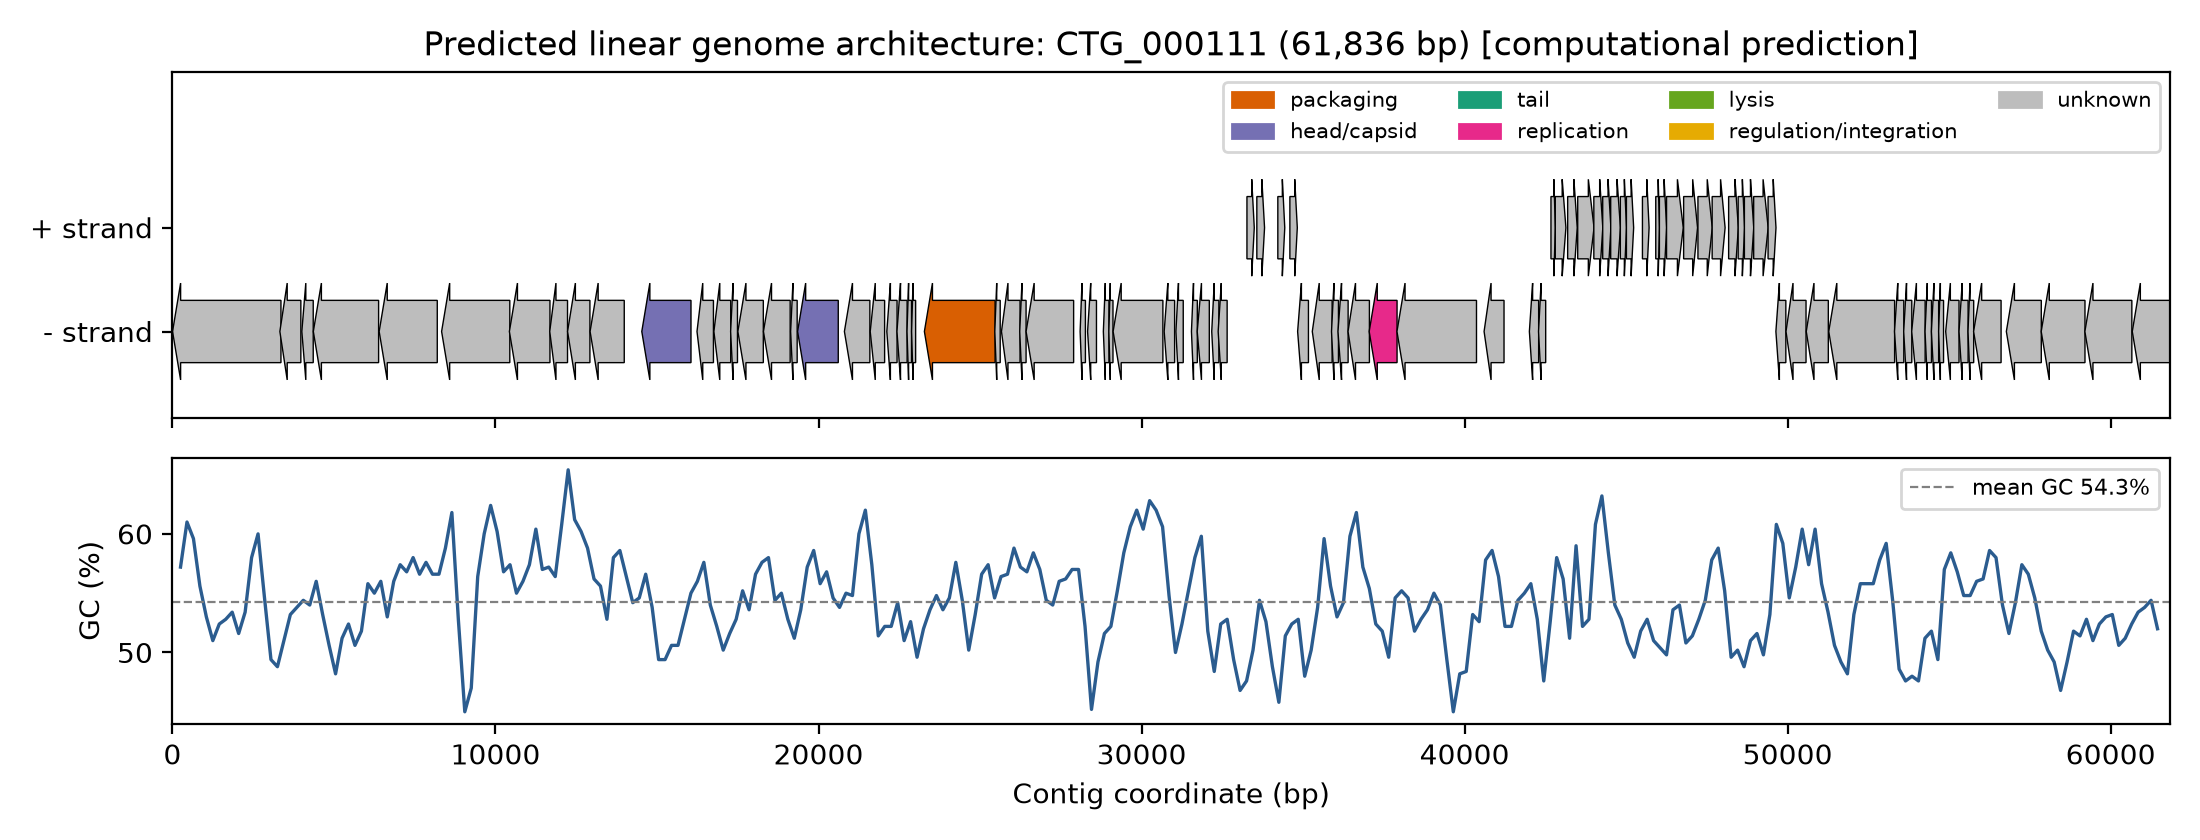 Predicted linear genome architecture: CTG_000111 (61,836 bp) [computational prediction]
packaging tail lysis unknown
head/capsid replication regulation/integration
+ strand
- strand
mean GC 54.3%
60
50
GC (%)
0 10000 20000 30000 40000 50000 60000
Contig coordinate (bp)